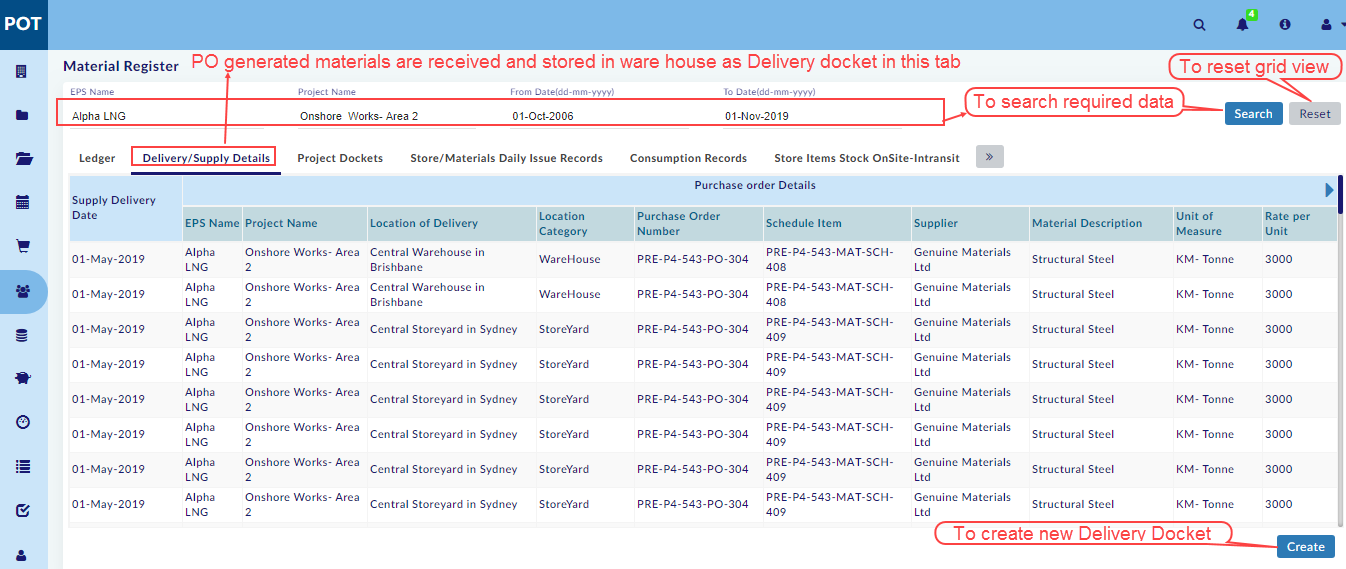 POT
4
Material Register
PO generated materials are received and stored in ware house as Delivery docket in this tab
To reset grid view
EPS Name Project Name From Date(dd-mm-yyyy) To Date(dd-mm-yyyy)
Alpha LNG Onshore Works- Area 2 01-Oct-2006 01-Nov-2019
To search required data
Search Reset
Ledger Delivery/Supply Details Project Dockets Store/Materials Daily Issue Records Consumption Records Store Items Stock OnSite-Intransit »
Purchase order Details
Supply Delivery
Date
EPS Name Project Name Location of Delivery Location
Category Purchase Order
Number Schedule Item Supplier Material Description Unit of
Measure Rate per
Unit
01-May-2019 Alpha
LNG Onshore Works- Area
2 Central Warehouse in
Brishbane WareHouse PRE-P4-543-PO-304 PRE-P4-543-MAT-SCH-
408 Genuine Materials
Ltd Structural Steel KM- Tonne 3000
01-May-2019 Alpha
LNG Onshore Works- Area
2 Central Warehouse in
Brishbane WareHouse PRE-P4-543-PO-304 PRE-P4-543-MAT-SCH-
408 Genuine Materials
Ltd Structural Steel KM- Tonne 3000
01-May-2019 Alpha
LNG Onshore Works- Area
2 Central Storeyard in Sydney StoreYard PRE-P4-543-PO-304 PRE-P4-543-MAT-SCH-
409 Genuine Materials
Ltd Structural Steel KM- Tonne 3000
01-May-2019 Alpha
LNG Onshore Works- Area
2 Central Storeyard in Sydney StoreYard PRE-P4-543-PO-304 PRE-P4-543-MAT-SCH-
409 Genuine Materials
Ltd Structural Steel KM- Tonne 3000
01-May-2019 Alpha
LNG Onshore Works- Area
2 Central Storeyard in Sydney StoreYard PRE-P4-543-PO-304 PRE-P4-543-MAT-SCH-
409 Genuine Materials
Ltd Structural Steel KM- Tonne 3000
01-May-2019 Alpha
LNG Onshore Works- Area
2 Central Storeyard in Sydney StoreYard PRE-P4-543-PO-304 PRE-P4-543-MAT-SCH-
409 Genuine Materials
Ltd Structural Steel KM- Tonne 3000
01-May-2019 Alpha
LNG Onshore Works- Area
2 Central Storeyard in Sydney StoreYard PRE-P4-543-PO-304 PRE-P4-543-MAT-SCH-
409 Genuine Materials
Ltd Structural Steel KM- Tonne 3000
01-May-2019 Alpha
LNG Onshore Works- Area
2 Central Storeyard in Sydney StoreYard PRE-P4-543-PO-304 PRE-P4-543-MAT-SCH-
409 Genuine Materials
Ltd Structural Steel KM- Tonne 3000
To create new Delivery Docket
Create